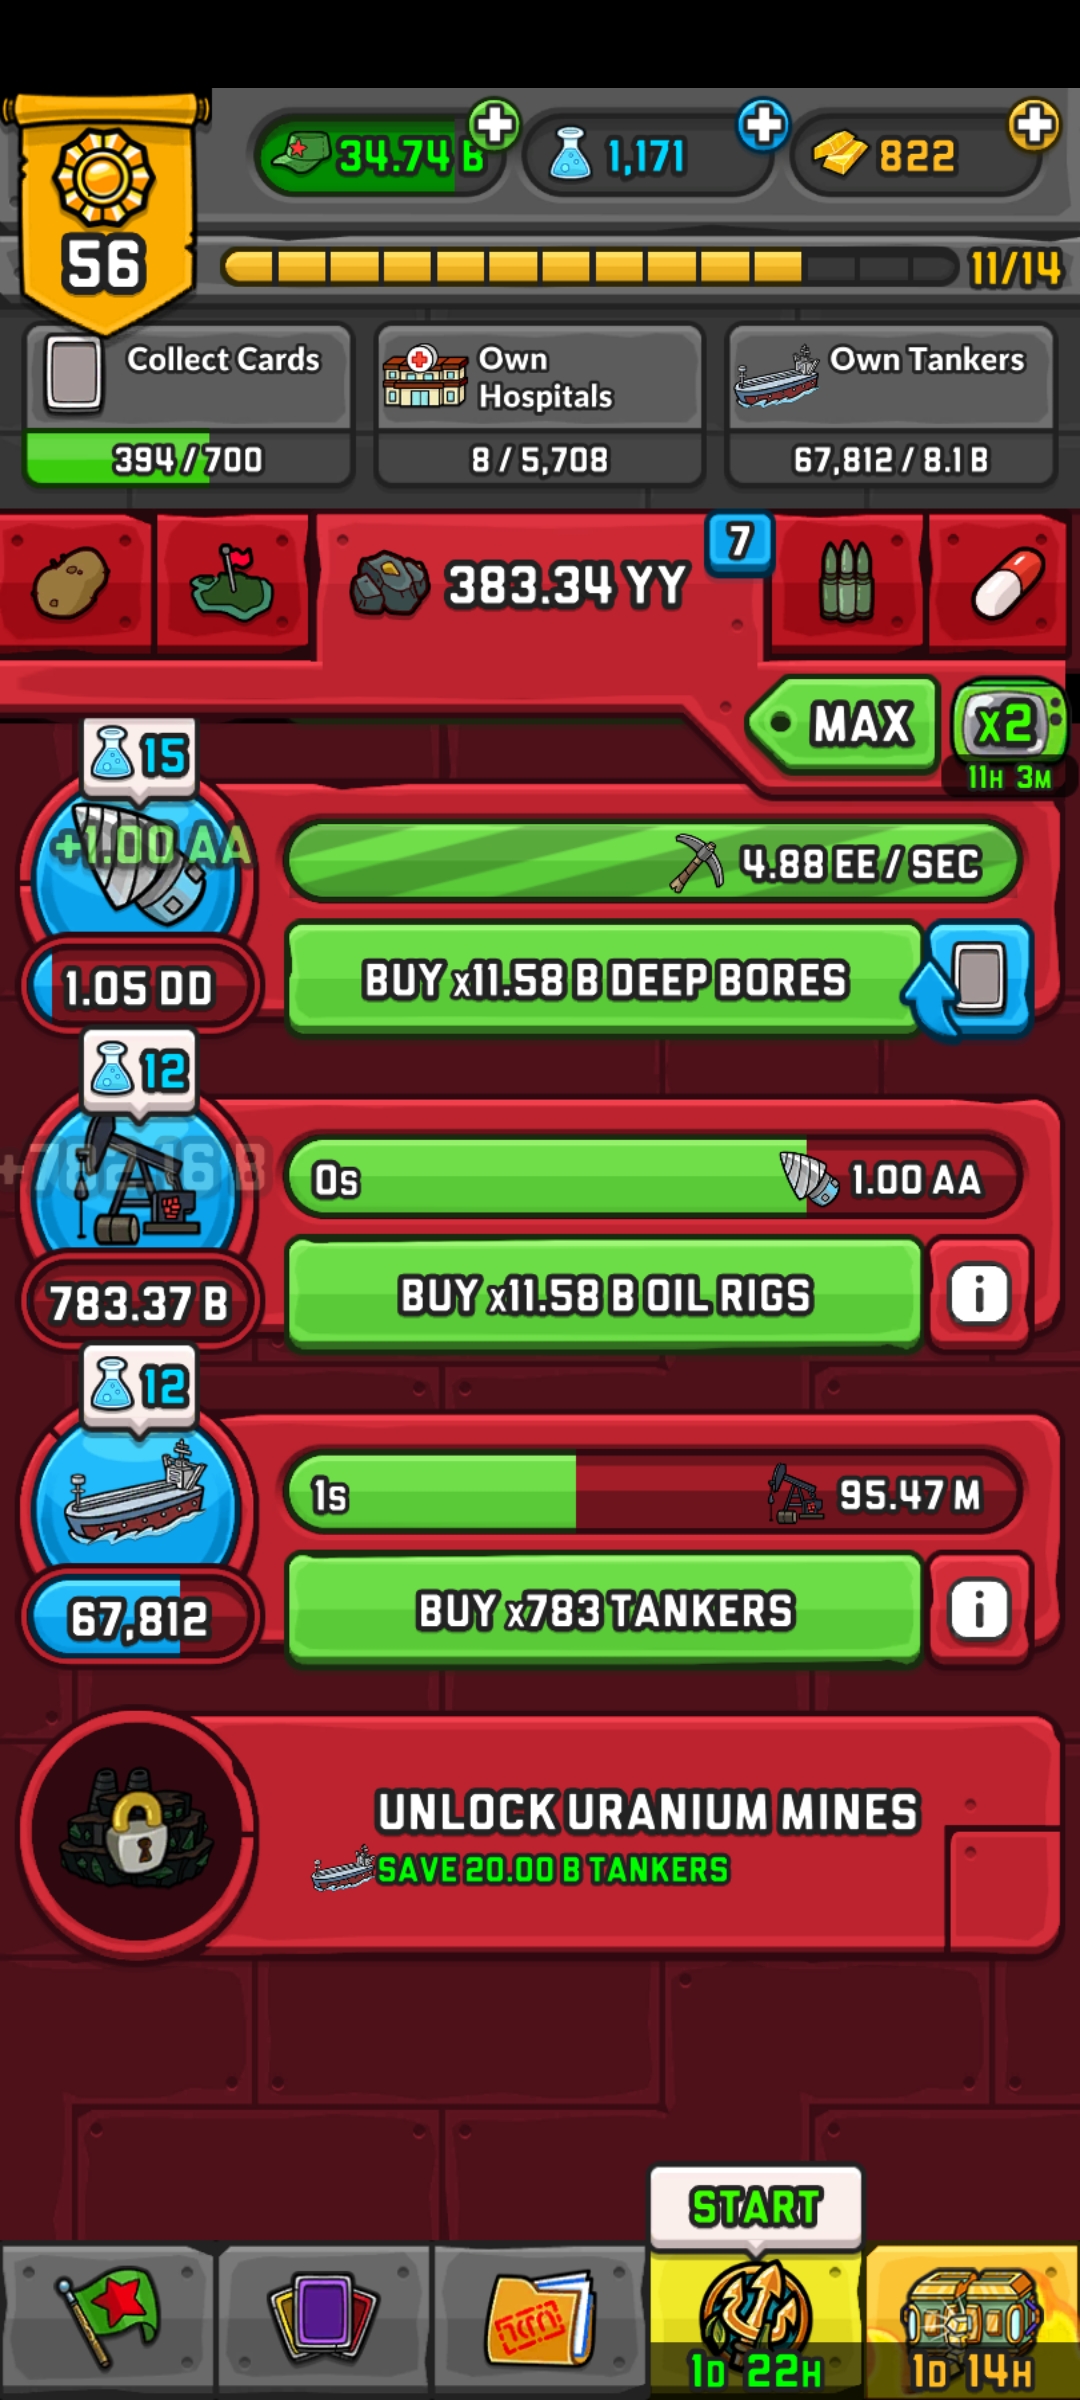 34.74 B
1,171
822
56
11/14
Collect Cards
394/700
Own
Hospitals
8/5,708
Own Tankers
67,812/8.1 B
383.34 YY
7
MAX
x2
11H 3M
15
+1.00 AA
4.88 EE/SEC
1.05 DD
BUY x11.58 B DEEP BORES
12
+782.16 B
0s
1.00 AA
783.37 B
BUY x11.58 B OIL RIGS
i
12
1s
95.47 M
67,812
BUY x783 TANKERS
i
UNLOCK URANIUM MINES
SAVE 20.00 B TANKERS
START
1D 22H
1D 14H